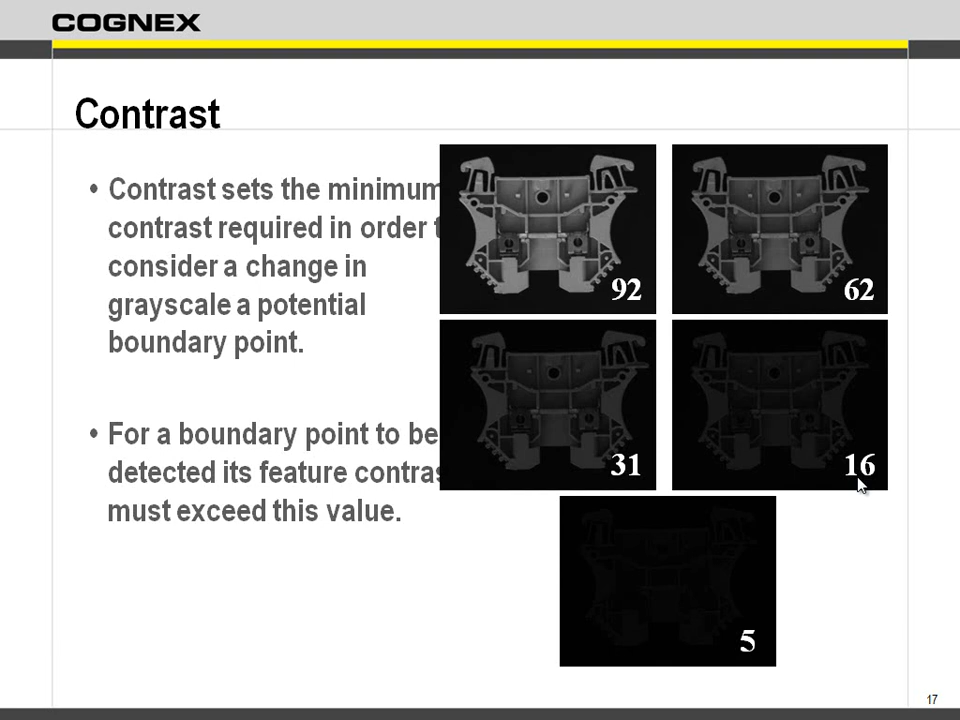 COGNEX
Contrast
• Contrast sets the minimum
contrast required in order
consider a change in
grayscale a potential
boundary point.
• For a boundary point to be
detected its feature
must exceed this value.
92
62
31
16
5
17